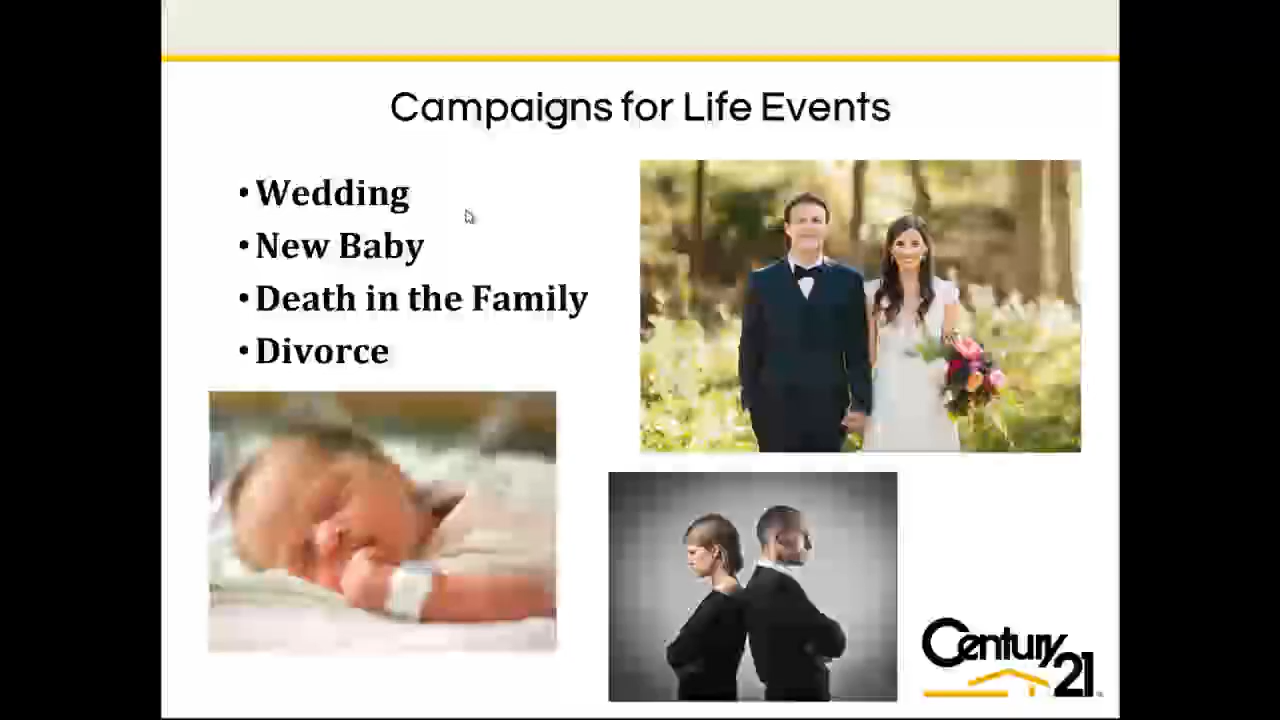 Campaigns for Life Events
• Wedding
• New Baby
• Death in the Family
• Divorce
Century 21